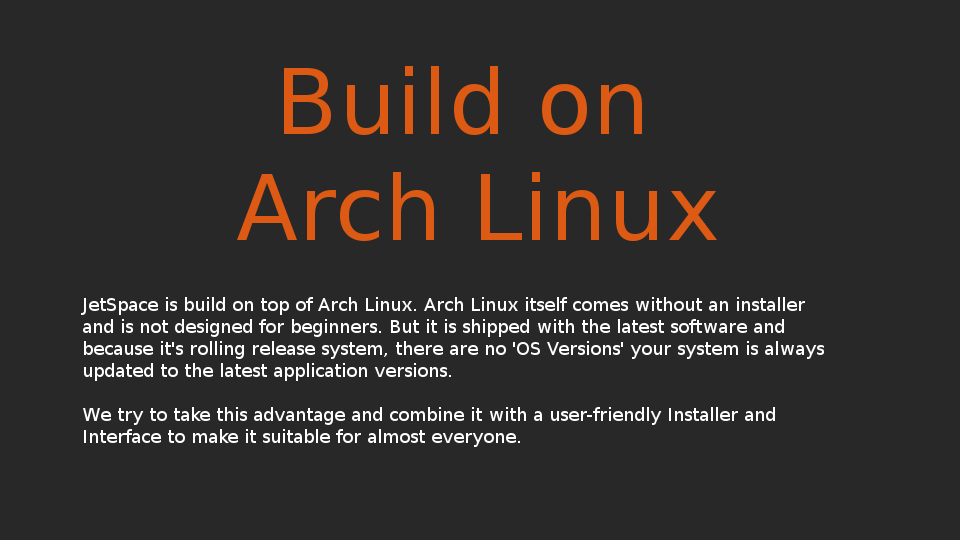 Build on
Arch Linux
JetSpace is build on top of Arch Linux. Arch Linux itself comes without an installer
and is not designed for beginners. But it is shipped with the latest software and
because it's rolling release system, there are no 'OS Versions' your system is always
updated to the latest application versions.
We try to take this advantage and combine it with a user-friendly Installer and
Interface to make it suitable for almost everyone.